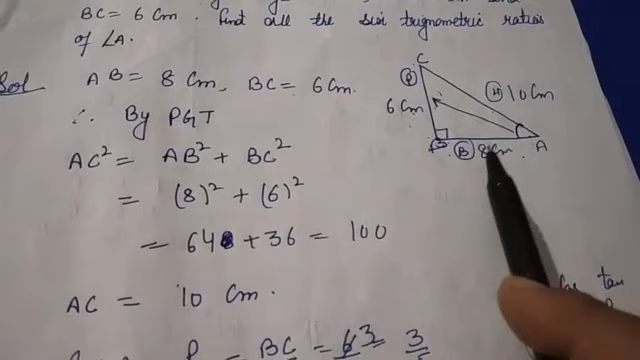 BC = 6 Cm. find all the six trignometric ratios
of ∠A.
Sol AB = 8 Cm, BC = 6 Cm.
∴ By PGT
AC² = AB² + BC²
= (8)² + (6)²
= 64 + 36 = 100
AC = 10 Cm.
P = BC = 6 3 = 3
C
P
6 Cm
H 10 Cm
B 8 Cm A
tan